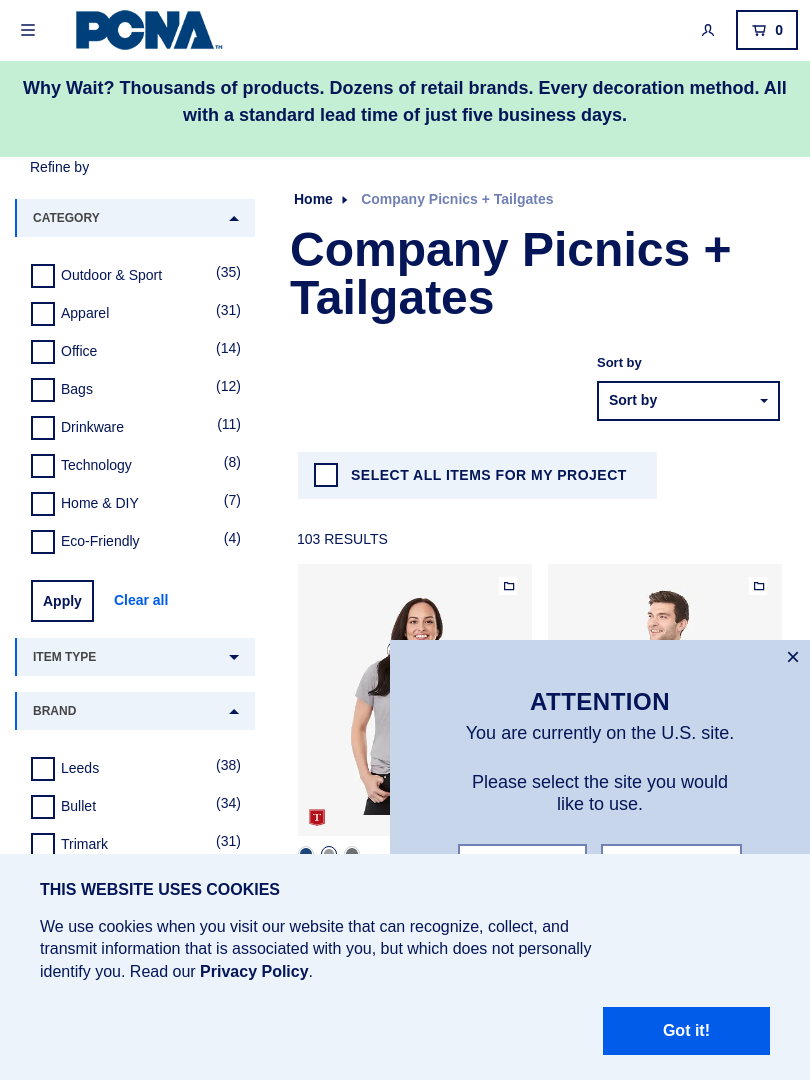 PCNA TM
0
Why Wait? Thousands of products. Dozens of retail brands. Every decoration method. All
with a standard lead time of just five business days.
Refine by
CATEGORY
Outdoor & Sport (35)
Apparel (31)
Office (14)
Bags (12)
Drinkware (11)
Technology (8)
Home & DIY (7)
Eco-Friendly (4)
Apply Clear all
ITEM TYPE
BRAND
Leeds (38)
Bullet (34)
Trimark (31)
Home Company Picnics + Tailgates
Company Picnics +
Tailgates
Sort by
Sort by
SELECT ALL ITEMS FOR MY PROJECT
103 RESULTS
T
ATTENTION
You are currently on the U.S. site.
Please select the site you would
like to use.
THIS WEBSITE USES COOKIES
We use cookies when you visit our website that can recognize, collect, and
transmit information that is associated with you, but which does not personally
identify you. Read our Privacy Policy.
Got it!